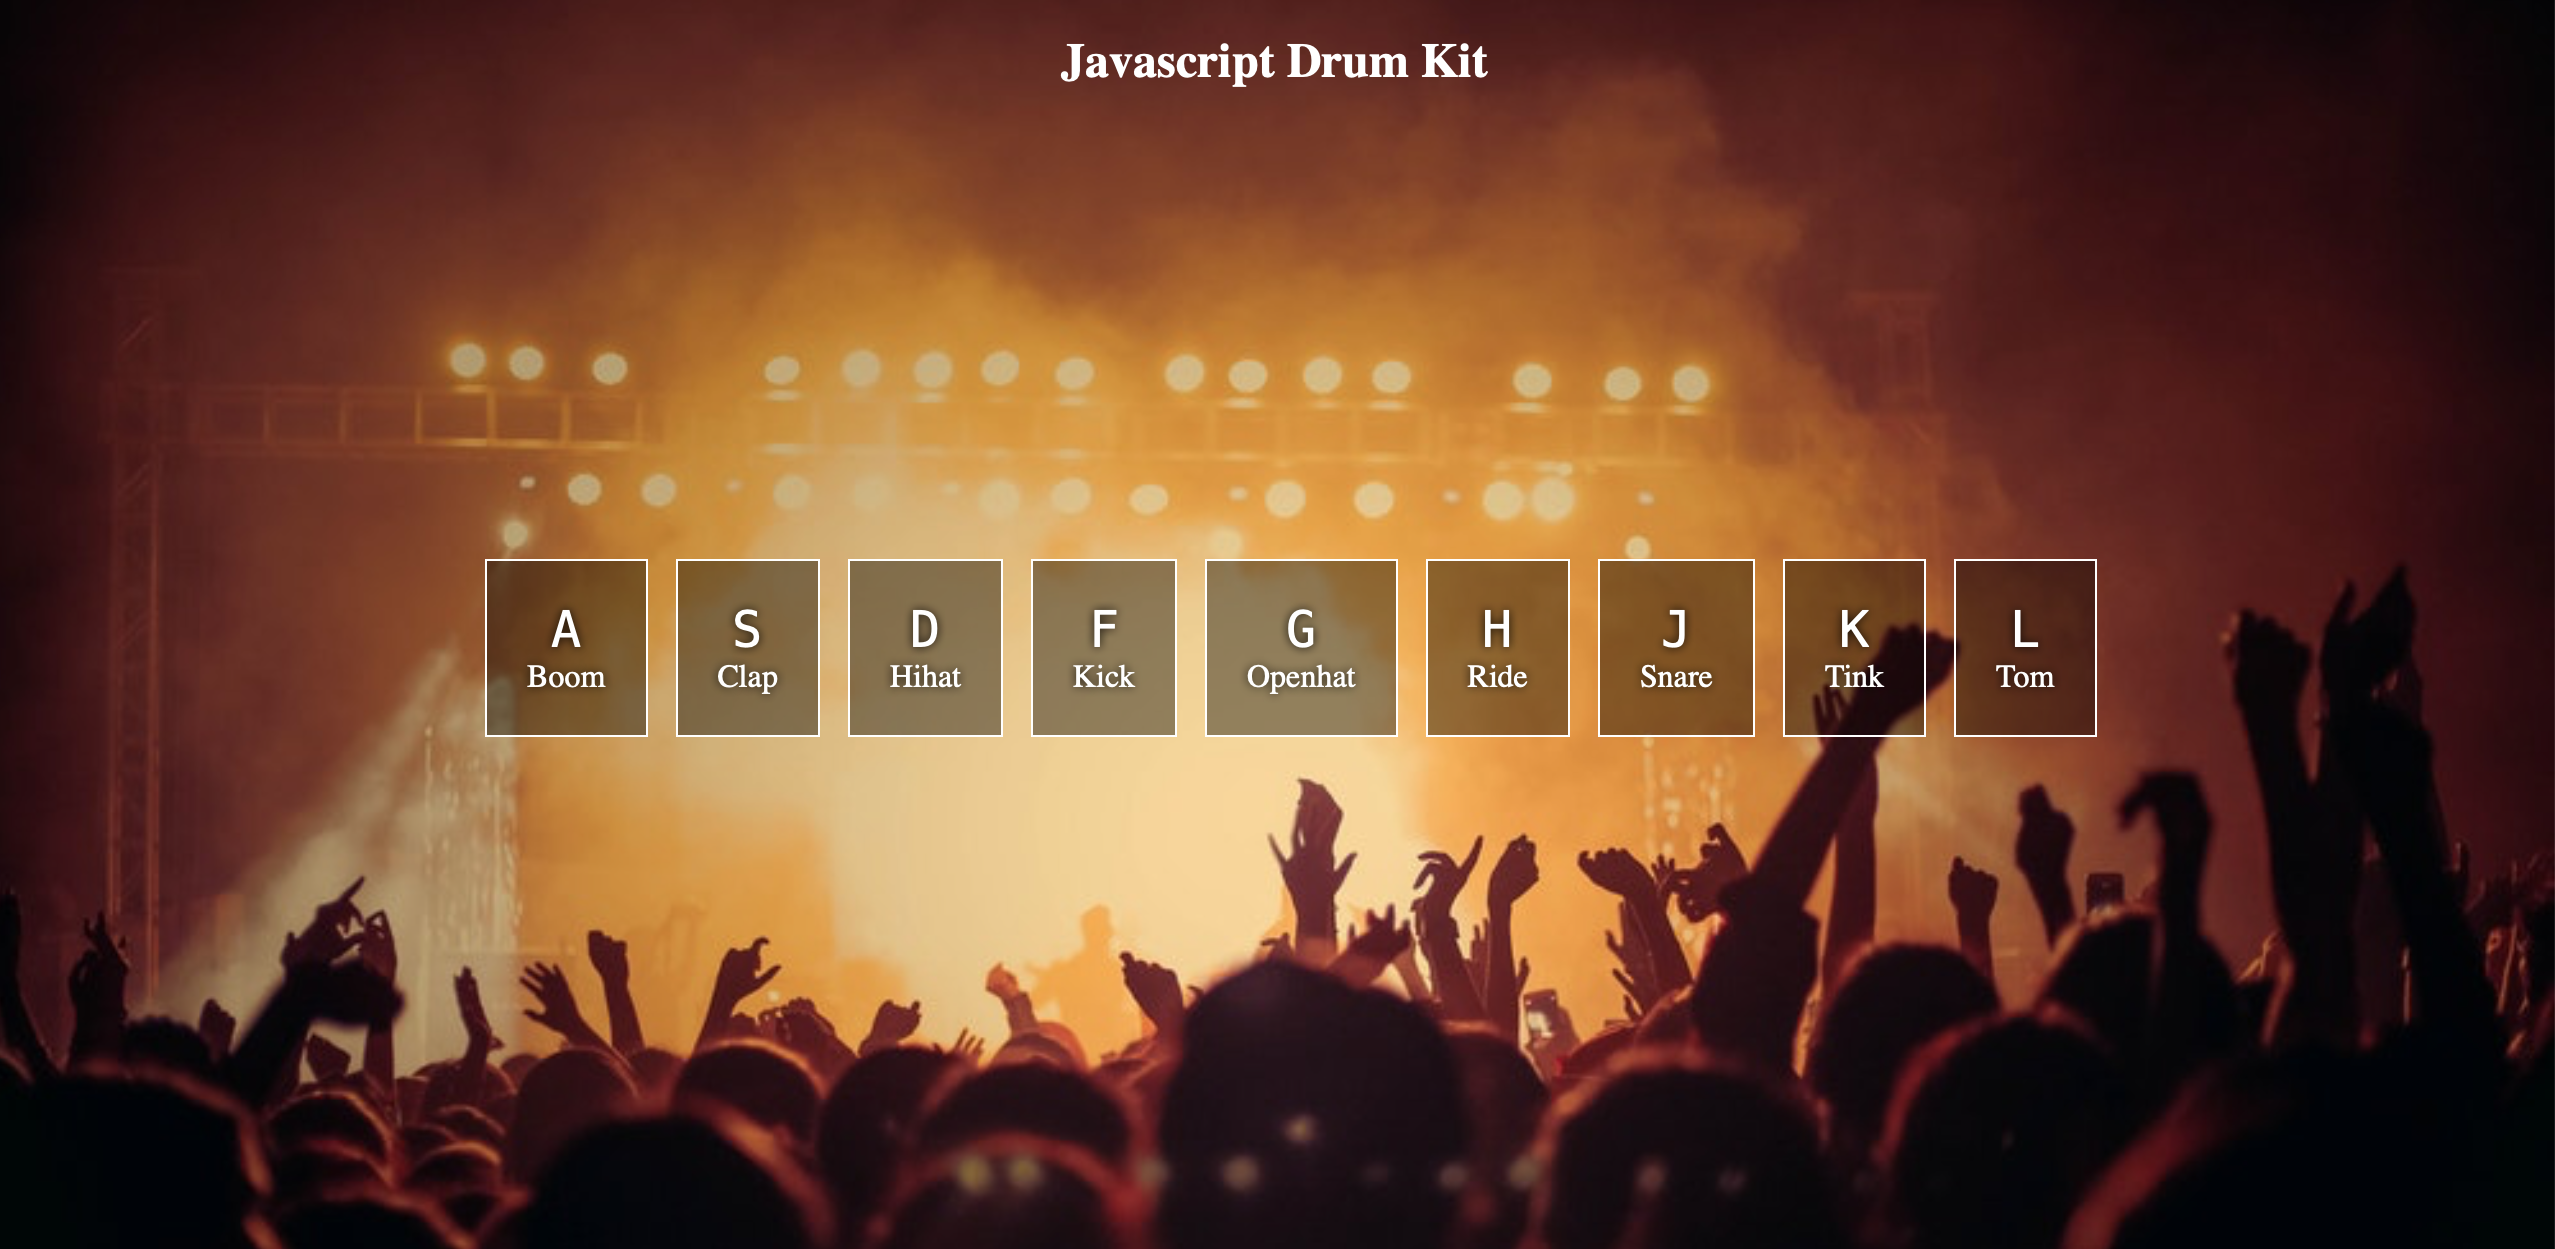 Javascript Drum Kit
A S D F G H J K L
Boom Clap Hihat Kick Openhat Ride Snare Tink Tom